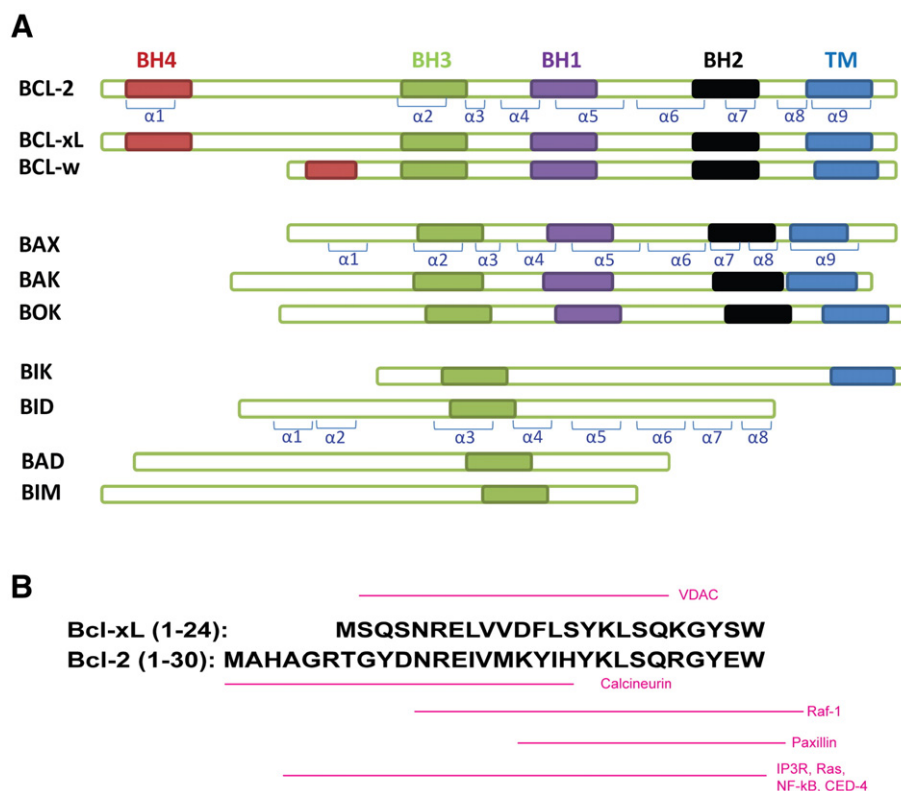 A
BH4 BH3 BH1 BH2 TM
BCL-2
α1 α2 α3 α4 α5 α6 α7 α8 α9
BCL-xL
BCL-w
BAX
α1 α2 α3 α4 α5 α6 α7 α8 α9
BAK
BOK
BIK
BID
α1 α2 α3 α4 α5 α6 α7 α8
BAD
BIM
B
VDAC
Bcl-xL (1-24): MSQSNRELVVDFLSYKLSQKGYSW
Bcl-2 (1-30): MAHAGRTGYDNREIVMKYIHYKLSQRGYEW
Calcineurin
Raf-1
Paxillin
IP3R, Ras,
NF-kB. CED-4